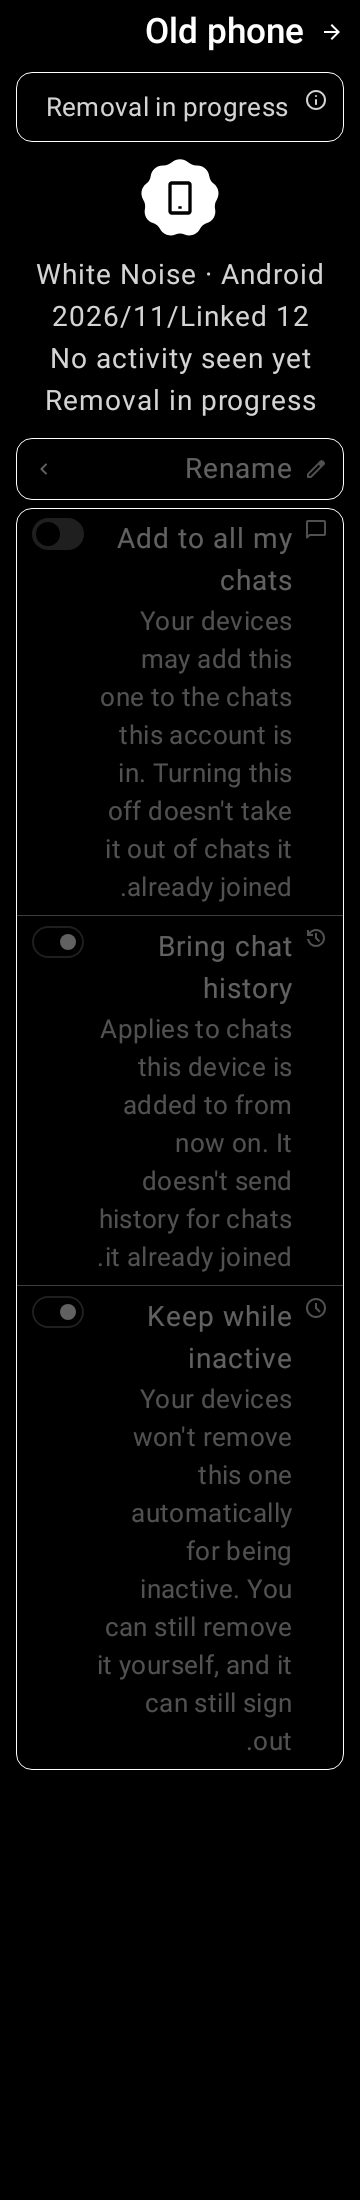 Old phone
Removal in progress
White Noise · Android
2026/11/Linked 12
No activity seen yet
Removal in progress
Rename
Add to all my
chats
Your devices
may add this
one to the chats
this account is
in. Turning this
off doesn't take
it out of chats it
.already joined
Bring chat
history
Applies to chats
this device is
added to from
now on. It
doesn't send
history for chats
.it already joined
Keep while
inactive
Your devices
won't remove
this one
automatically
for being
inactive. You
can still remove
it yourself, and it
can still sign
.out